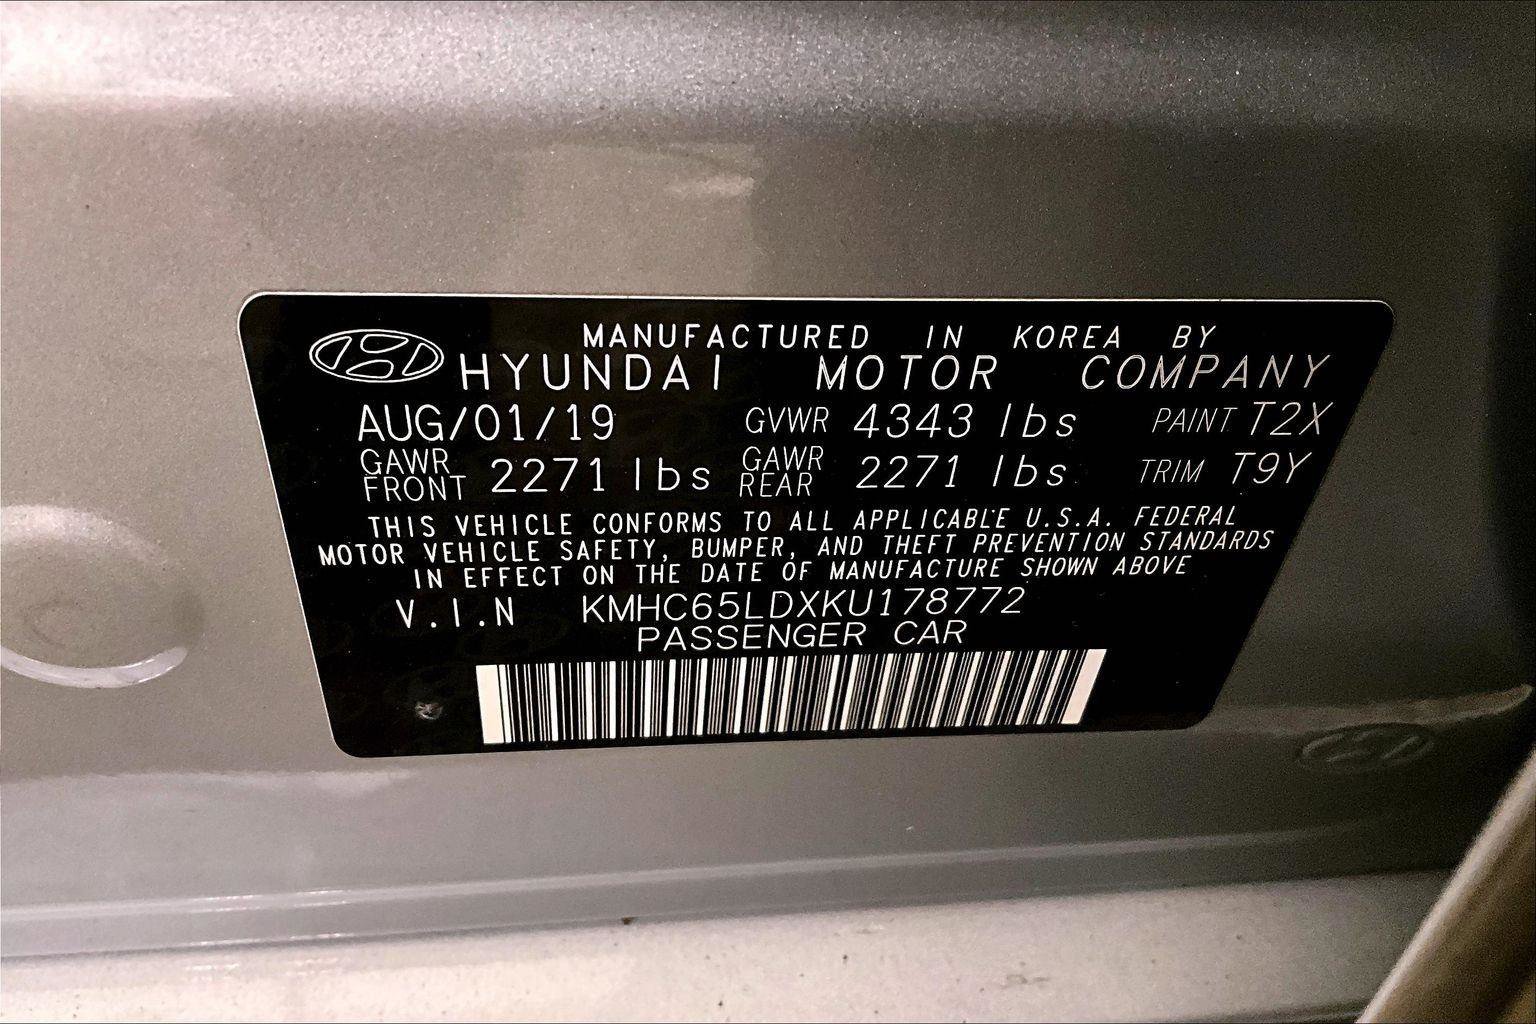 MANUFACTURED IN KOREA BY
HYUNDAI MOTOR COMPANY
AUG/01/19 GVWR 4343 lbs PAINT T2X
GAWR FRONT 2271 lbs GAWR REAR 2271 lbs TRIM T9Y
THIS VEHICLE CONFORMS TO ALL APPLICABLE U.S.A. FEDERAL
MOTOR VEHICLE SAFETY, BUMPER, AND THEFT PREVENTION STANDARDS
IN EFFECT ON THE DATE OF MANUFACTURE SHOWN ABOVE
V.I.N KMHC65LDXKU178772
PASSENGER CAR